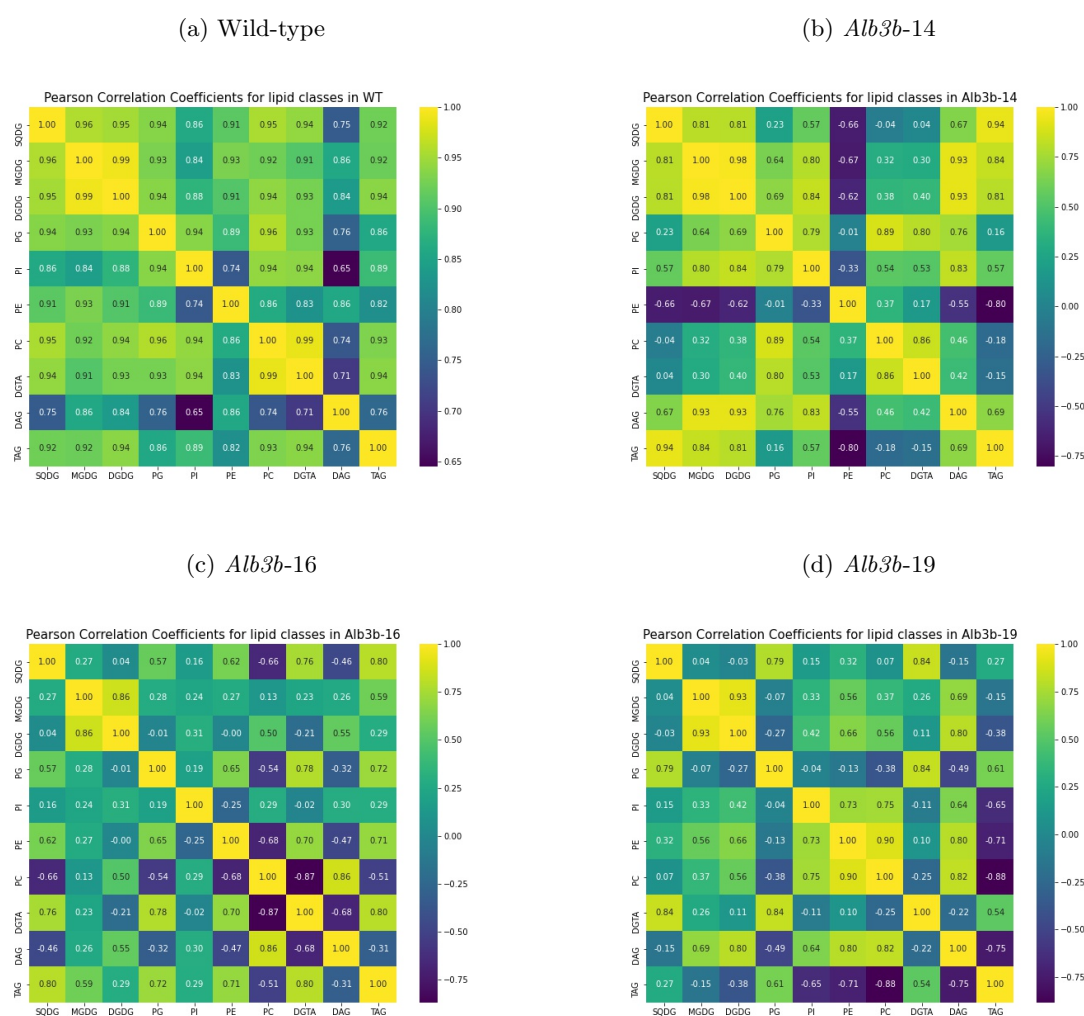 (a) Wild-type
Pearson Correlation Coefficients for lipid classes in WT
SQDG 1.00 0.96 0.95 0.94 0.86 0.91 0.95 0.94 0.75 0.92
MGDG 0.96 1.00 0.99 0.93 0.84 0.93 0.92 0.91 0.86 0.92
DGDG 0.95 0.99 1.00 0.94 0.88 0.91 0.93 0.93 0.84 0.94
PG 0.94 0.93 0.94 1.00 0.94 0.89 0.96 0.93 0.76 0.86
PI 0.86 0.84 0.88 0.94 1.00 0.74 0.94 0.94 0.65 0.89
PE 0.91 0.93 0.91 0.89 0.74 1.00 0.86 0.83 0.86 0.82
PC 0.95 0.92 0.94 0.96 0.94 0.86 1.00 0.99 0.74 0.93
DGTA 0.94 0.91 0.93 0.93 0.94 0.83 0.99 1.00 0.71 0.94
DAG 0.75 0.86 0.84 0.76 0.65 0.86 0.74 0.71 1.00 0.76
TAG 0.92 0.92 0.94 0.86 0.89 0.82 0.93 0.94 0.76 1.00
SQDG MGDG DGDG PG PI PE PC DGTA DAG TAG
1.00
0.95
0.90
0.85
0.80
0.75
0.70
0.65
(b) Alb3b-14
Pearson Correlation Coefficients for lipid classes in Alb3b-14
SQDG 1.00 0.81 0.81 0.23 0.57 -0.66 -0.04 0.04 0.67 0.94
MGDG 0.81 1.00 0.98 0.64 0.80 -0.67 0.32 0.30 0.93 0.84
DGDG 0.81 0.98 1.00 0.69 0.84 -0.62 0.38 0.40 0.93 0.81
PG 0.23 0.64 0.69 1.00 0.79 -0.01 0.89 0.80 0.76 0.16
PI 0.57 0.80 0.84 0.79 1.00 -0.33 0.54 0.53 0.83 0.57
PE -0.66 -0.67 -0.62 -0.01 -0.33 1.00 0.37 0.17 -0.55 -0.80
PC -0.04 0.32 0.38 0.89 0.54 0.37 1.00 0.86 0.46 -0.18
DGTA 0.04 0.30 0.40 0.80 0.53 0.17 0.86 1.00 0.42 -0.15
DAG 0.67 0.93 0.93 0.76 0.83 -0.55 0.46 0.42 1.00 0.69
TAG 0.94 0.84 0.81 0.16 0.57 -0.80 -0.18 -0.15 0.69 1.00
SQDG MGDG DGDG PG PI PE PC DGTA DAG TAG
1.00
0.75
0.50
0.25
0.00
−0.25
−0.50
−0.75
(c) Alb3b-16
Pearson Correlation Coefficients for lipid classes in Alb3b-16
SQDG 1.00 0.27 0.04 0.57 0.16 0.62 -0.66 0.76 -0.46 0.80
MGDG 0.27 1.00 0.86 0.28 0.24 0.27 0.13 0.23 0.26 0.59
DGDG 0.04 0.86 1.00 -0.01 0.31 -0.00 0.50 -0.21 0.55 0.29
PG 0.57 0.28 -0.01 1.00 0.19 0.65 -0.54 0.78 -0.32 0.72
PI 0.16 0.24 0.31 0.19 1.00 -0.25 0.29 -0.02 0.30 0.29
PE 0.62 0.27 -0.00 0.65 -0.25 1.00 -0.68 0.70 -0.47 0.71
PC -0.66 0.13 0.50 -0.54 0.29 -0.68 1.00 -0.87 0.86 -0.51
DGTA 0.76 0.23 -0.21 0.78 -0.02 0.70 -0.87 1.00 -0.68 0.80
DAG -0.46 0.26 0.55 -0.32 0.30 -0.47 0.86 -0.68 1.00 -0.31
TAG 0.80 0.59 0.29 0.72 0.29 0.71 -0.51 0.80 -0.31 1.00
SQDG MGDG DGDG PG PI PE PC DGTA DAG TAG
1.00
0.75
0.50
0.25
0.00
−0.25
−0.50
−0.75
(d) Alb3b-19
Pearson Correlation Coefficients for lipid classes in Alb3b-19
SQDG 1.00 0.04 -0.03 0.79 0.15 0.32 0.07 0.84 -0.15 0.27
MGDG 0.04 1.00 0.93 -0.07 0.33 0.56 0.37 0.26 0.69 -0.15
DGDG -0.03 0.93 1.00 -0.27 0.42 0.66 0.56 0.11 0.80 -0.38
PG 0.79 -0.07 -0.27 1.00 -0.04 -0.13 -0.38 0.84 -0.49 0.61
PI 0.15 0.33 0.42 -0.04 1.00 0.73 0.75 -0.11 0.64 -0.65
PE 0.32 0.56 0.66 -0.13 0.73 1.00 0.90 0.10 0.80 -0.71
PC 0.07 0.37 0.56 -0.38 0.75 0.90 1.00 -0.25 0.82 -0.88
DGTA 0.84 0.26 0.11 0.84 -0.11 0.10 -0.25 1.00 -0.22 0.54
DAG -0.15 0.69 0.80 -0.49 0.64 0.80 0.82 -0.22 1.00 -0.75
TAG 0.27 -0.15 -0.38 0.61 -0.65 -0.71 -0.88 0.54 -0.75 1.00
SQDG MGDG DGDG PG PI PE PC DGTA DAG TAG
1.00
0.75
0.50
0.25
0.00
−0.25
−0.50
−0.75